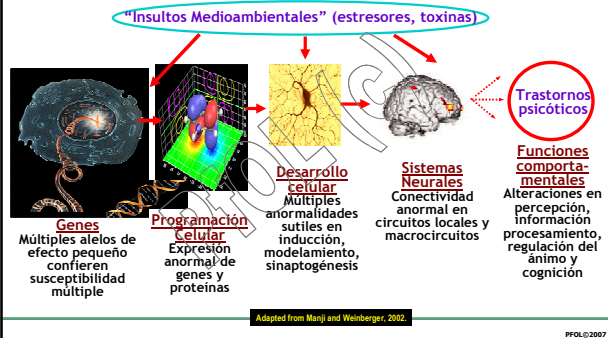 “Insultos Medioambientales” (estresores, toxinas)
Genes
Múltiples alelos de
efecto pequeño
confieren
susceptibilidad
múltiple
Programación
Celular
Expresión
anormal de
genes y
proteínas
Desarrollo
celular
Múltiples
anormalidades
sutiles en
inducción,
modelamiento,
sinaptogénesis
Sistemas
Neurales
Conectividad
anormal en
circuitos locales y
macrocircuitos
Trastornos
psicóticos
Funciones
comporta-
mentales
Alteraciones en
percepción,
información
procesamiento,
regulación del
ánimo y
cognición
PFOL(c)
Adapted from Manji and Weinberger, 2002.
PFOL©2007